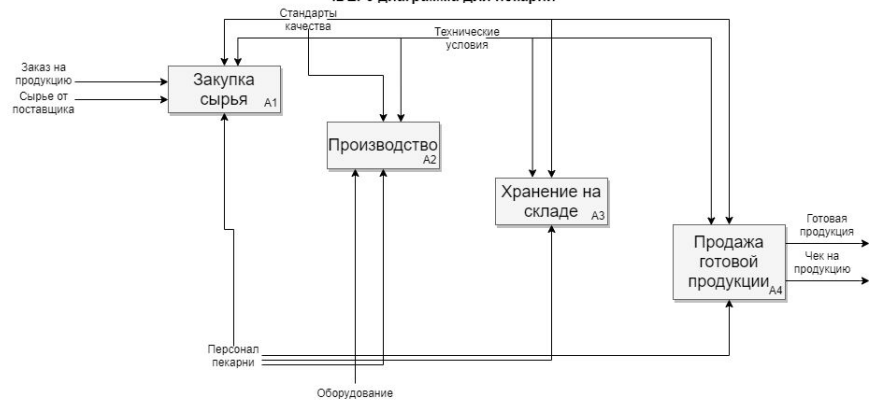 Стандарты
качества
Технические
условия
Заказ на
продукцию
Сырье от
поставщика
Закупка
сырья
A1
Производство
A2
Хранение на
складе
A3
Продажа
готовой
продукции
A4
Готовая
продукция
Чек на
продукцию
Персонал
пекарни
Оборудование